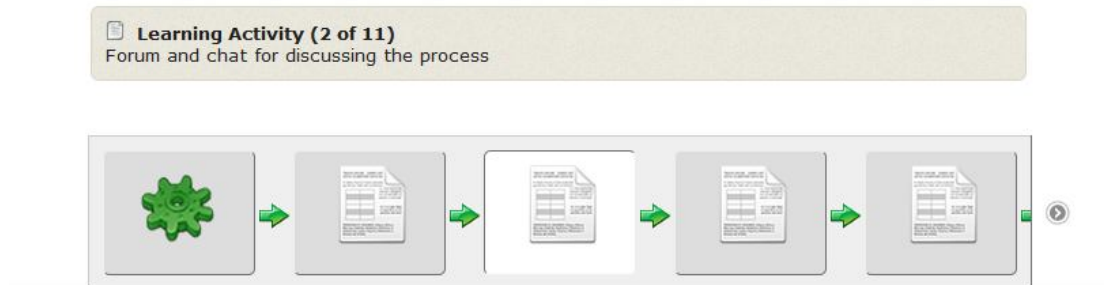 Learning Activity (2 of 11)
Forum and chat for discussing the process